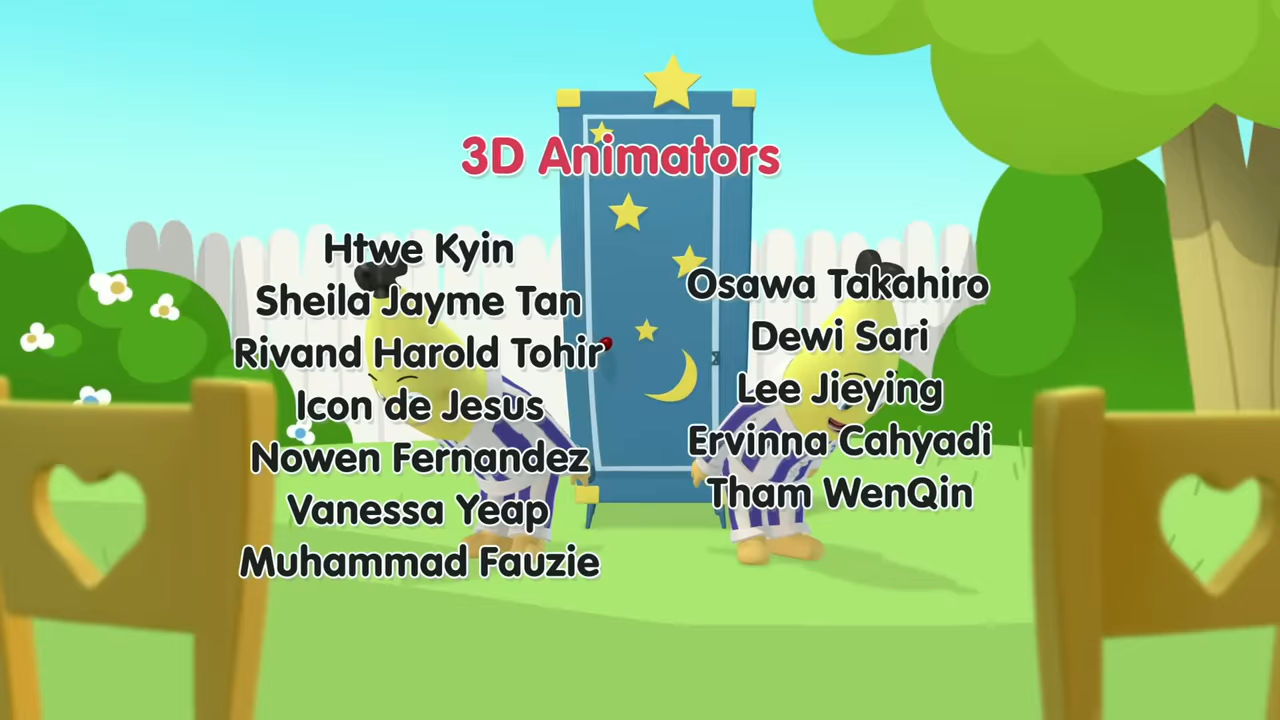 3D Animators
Htwe Kyin
Sheila Jayme Tan
Rivand Harold Tohir
Icon de Jesus
Nowen Fernandez
Vanessa Yeap
Muhammad Fauzie
Osawa Takahiro
Dewi Sari
Lee Jieying
Ervinna Cahyadi
Tham WenQin